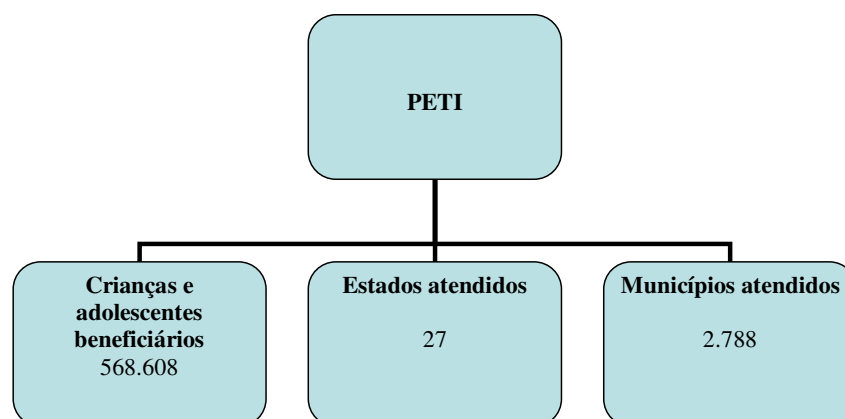 PETI
Crianças e
adolescentes
beneficiários
568.608
Estados atendidos
27
Municípios atendidos
2.788